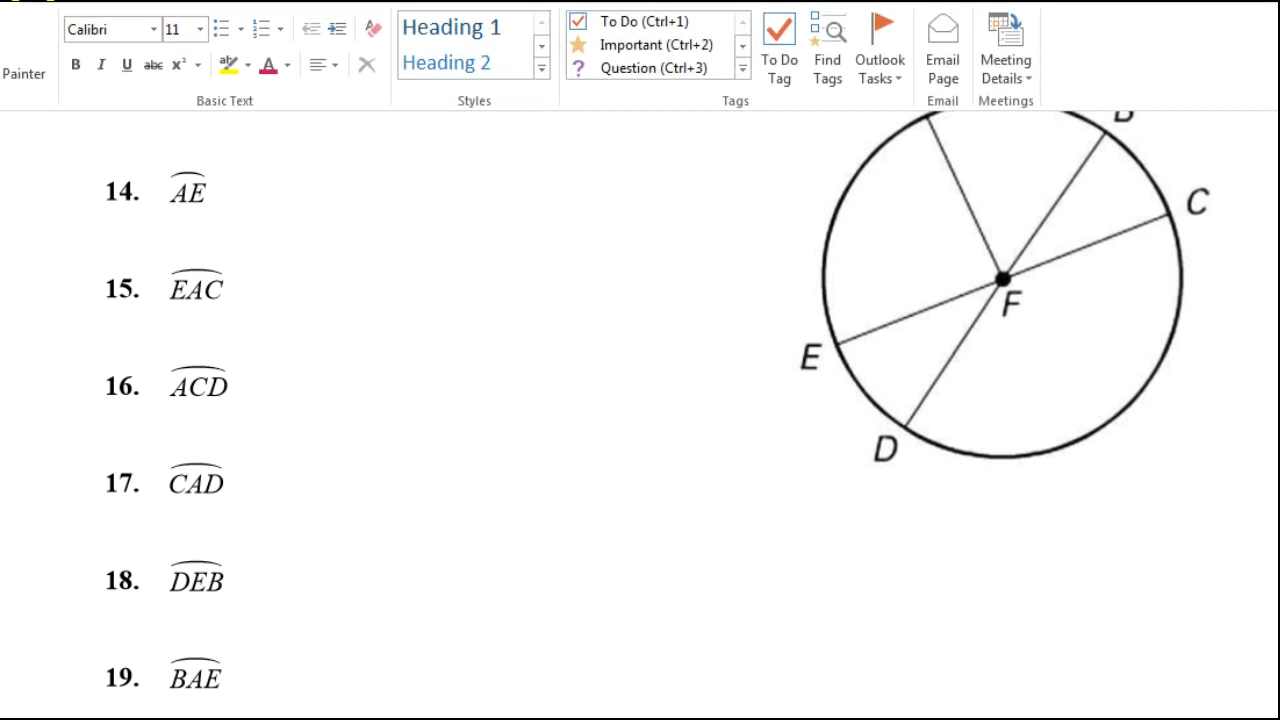 Calibri 11
Heading 1
To Do (Ctrl+1)
Important (Ctrl+2)
Heading 2
Painter
B I U abc x² ab A
Question (Ctrl+3)
To Do Tag
Find Tags
Outlook Tasks
Email Page
Meeting Details
Basic Text Styles Tags Email Meetings
B
14. AE
C
15. EAC
F
E
16. ACD
D
17. CAD
18. DEB
19. BAE